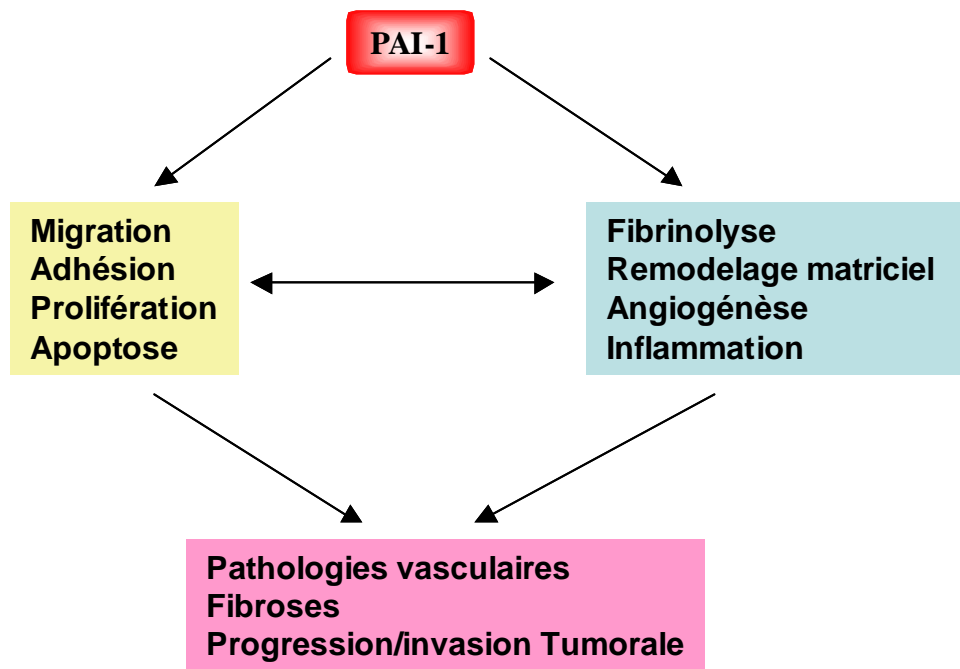 PAI-1
Migration
Adhésion
Prolifération
Apoptose
Fibrinolyse
Remodelage matriciel
Angiogénèse
Inflammation
Pathologies vasculaires
Fibroses
Progression/invasion Tumorale